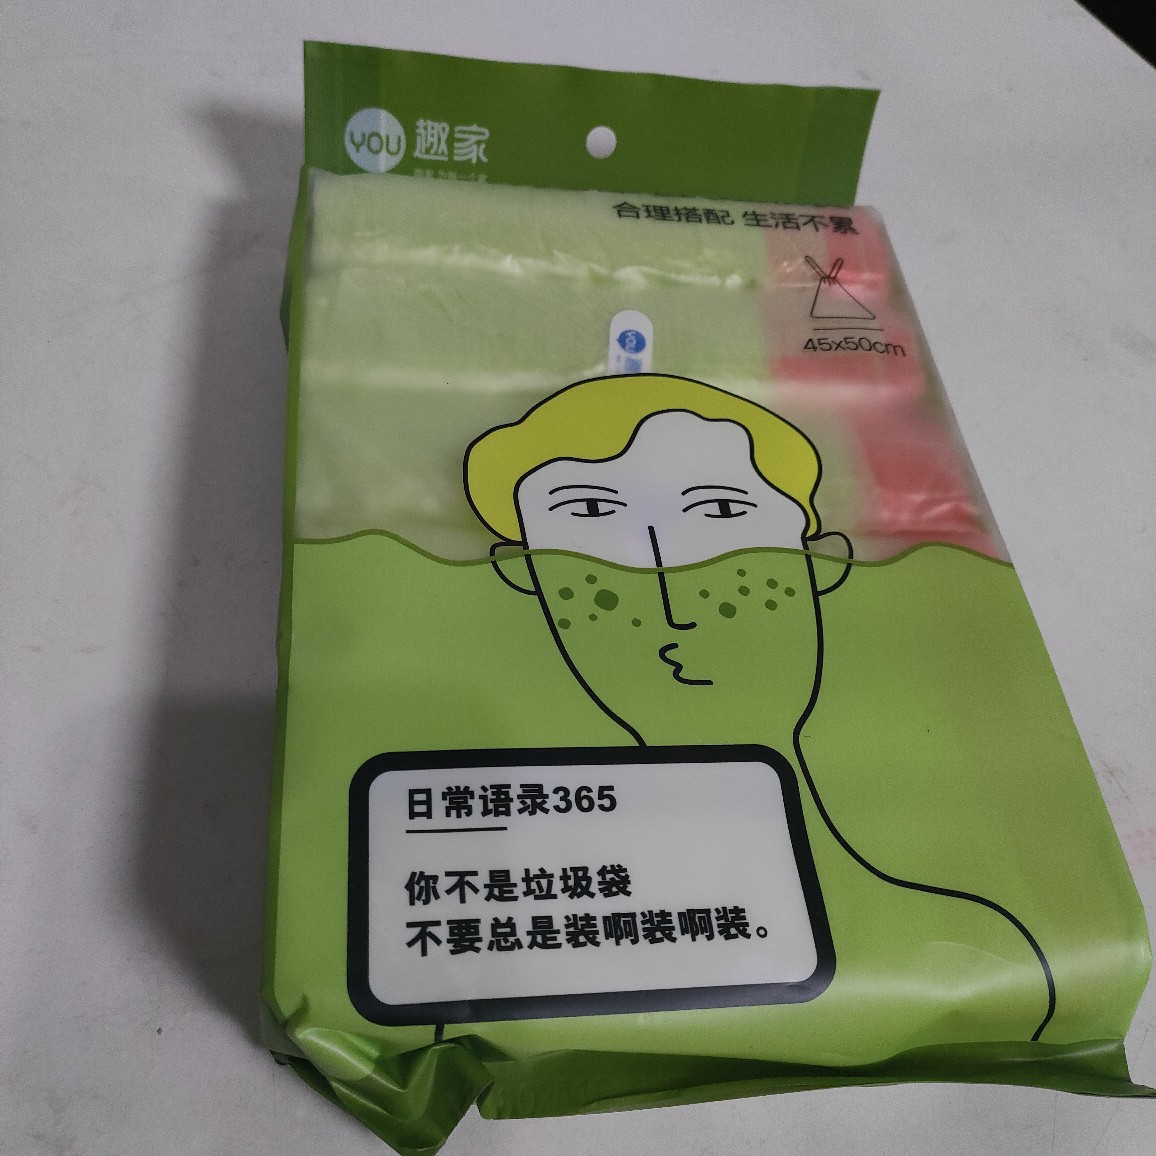 YOU 趣家
合理搭配 生活不累
45x50cm
YOU
日常语录365
你不是垃圾袋
不要总是装啊装啊装。